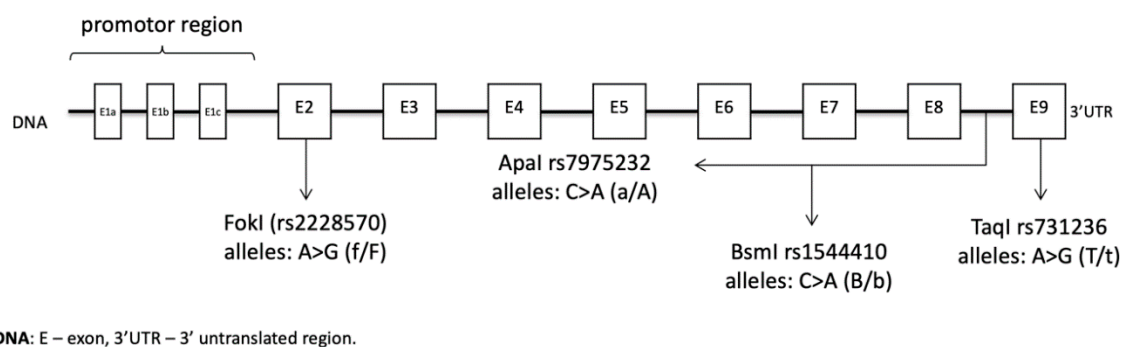 promotor region
DNA
E1a
E1b
E1c
E2
E3
E4
E5
E6
E7
E8
E9
3’UTR
ApaI rs7975232
alleles: C>A (a/A)
FokI (rs2228570)
alleles: A>G (f/F)
BsmI rs1544410
alleles: C>A (B/b)
TaqI rs731236
alleles: A>G (T/t)
DNA: E – exon, 3’UTR – 3’ untranslated region.